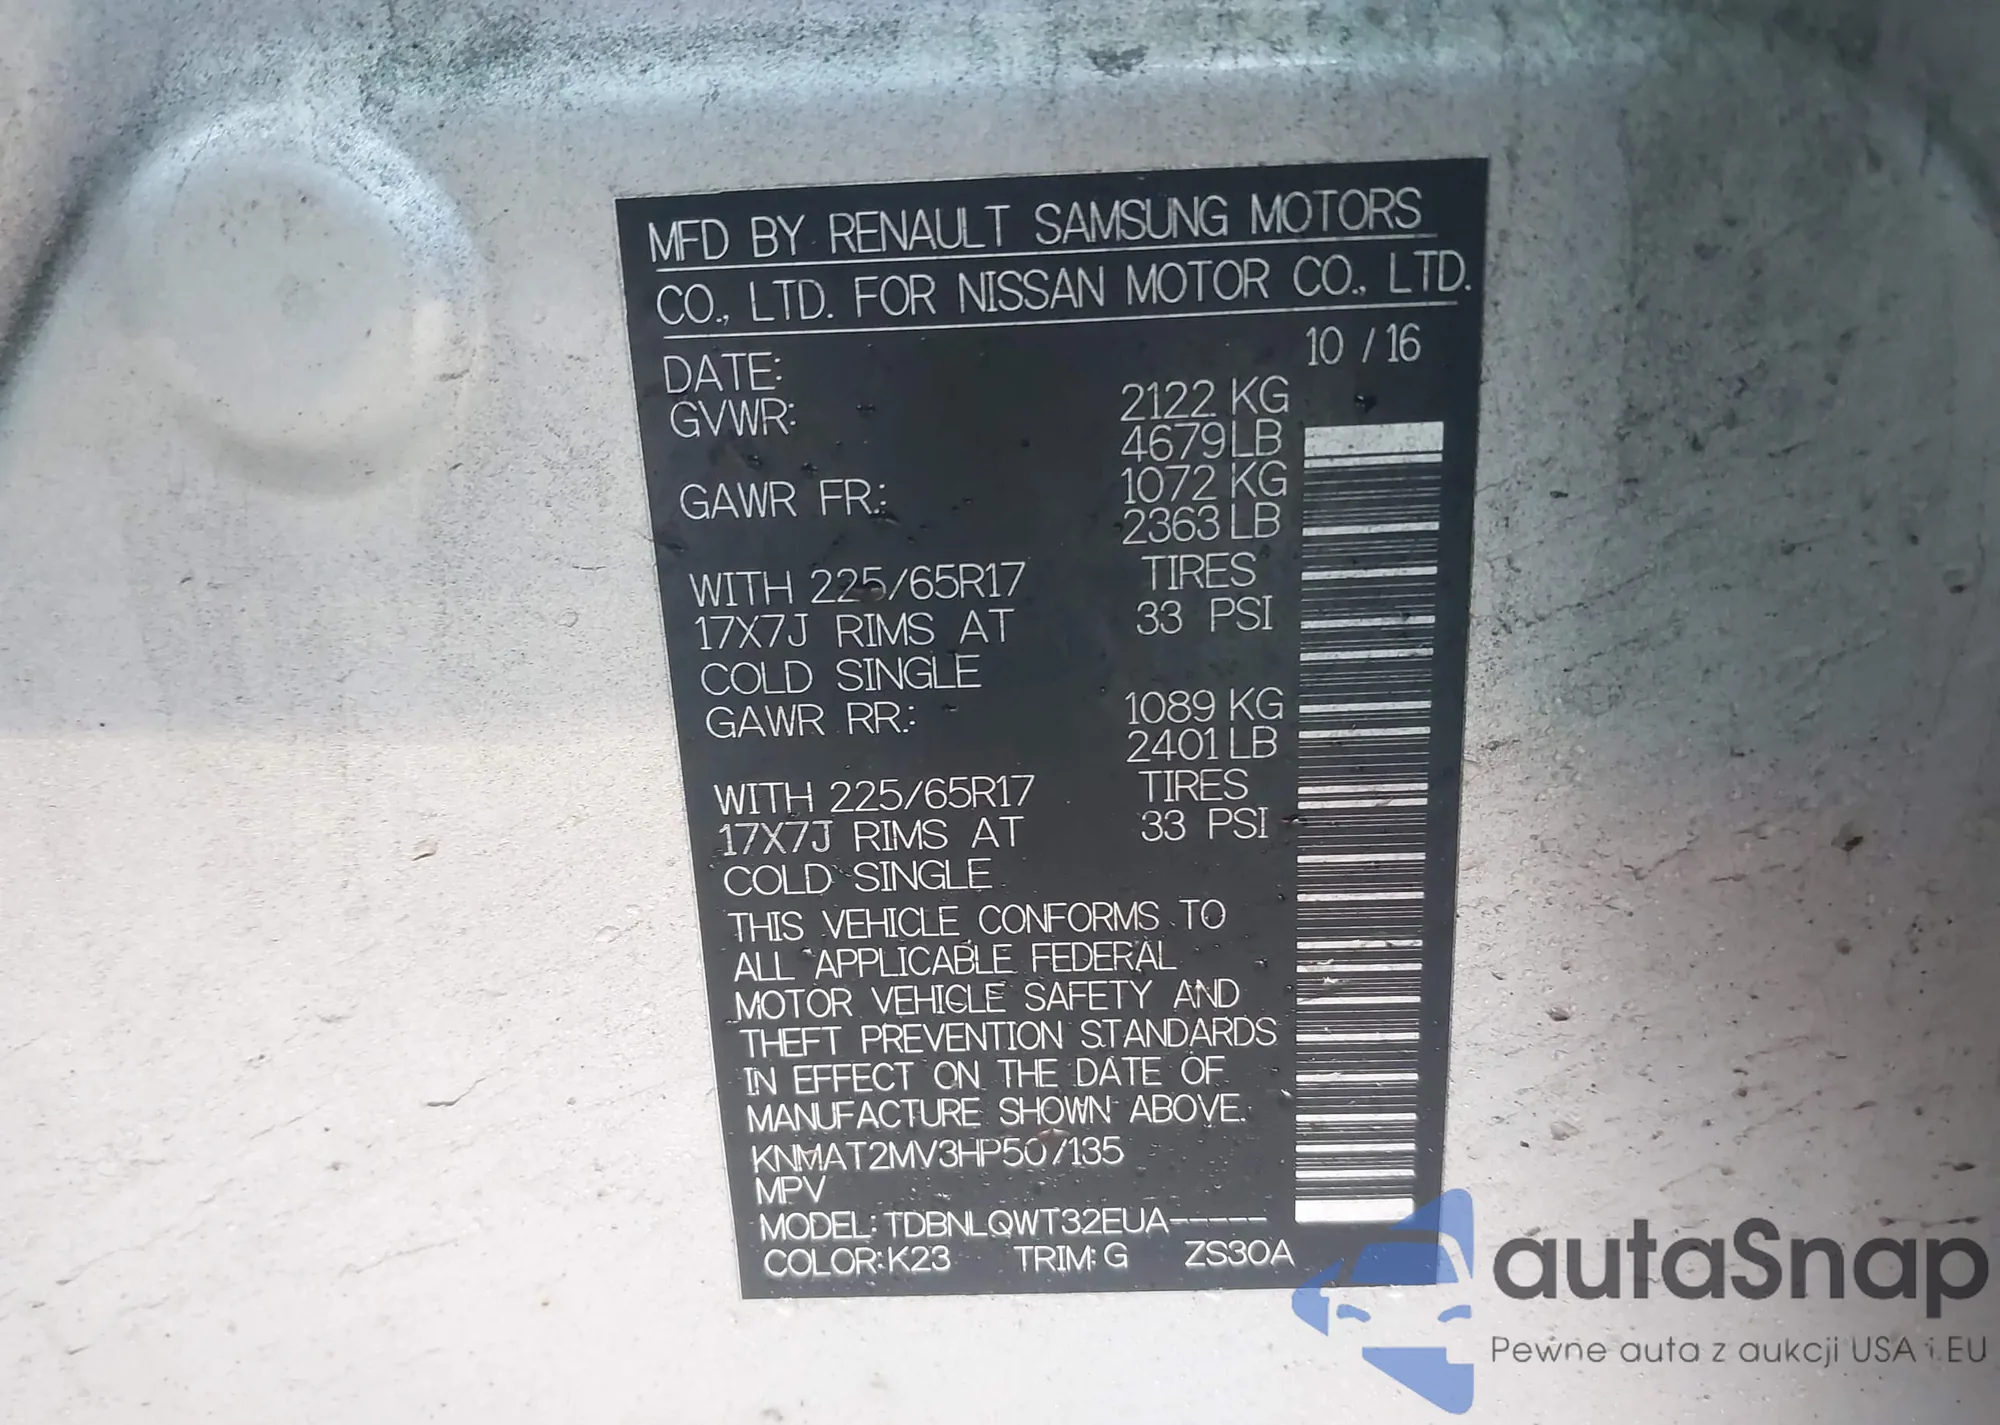 MFD BY RENAULT SAMSUNG MOTORS
CO., LTD. FOR NISSAN MOTOR CO., LTD.
DATE: 10 / 16
GVWR: 2122 KG
4679 LB
GAWR FR: 1072 KG
2363 LB
WITH 225/65R17 TIRES
17X7J RIMS AT 33 PSI
COLD SINGLE
GAWR RR: 1089 KG
2401 LB
WITH 225/65R17 TIRES
17X7J RIMS AT 33 PSI
COLD SINGLE
THIS VEHICLE CONFORMS TO
ALL APPLICABLE FEDERAL
MOTOR VEHICLE SAFETY AND
THEFT PREVENTION STANDARDS
IN EFFECT ON THE DATE OF
MANUFACTURE SHOWN ABOVE.
MPV
MODEL: TDBNLQWT32EUA-----
COLOR: K23 TRIM: G ZS30A
autaSnap
Pewne auta z aukcji USA i EU